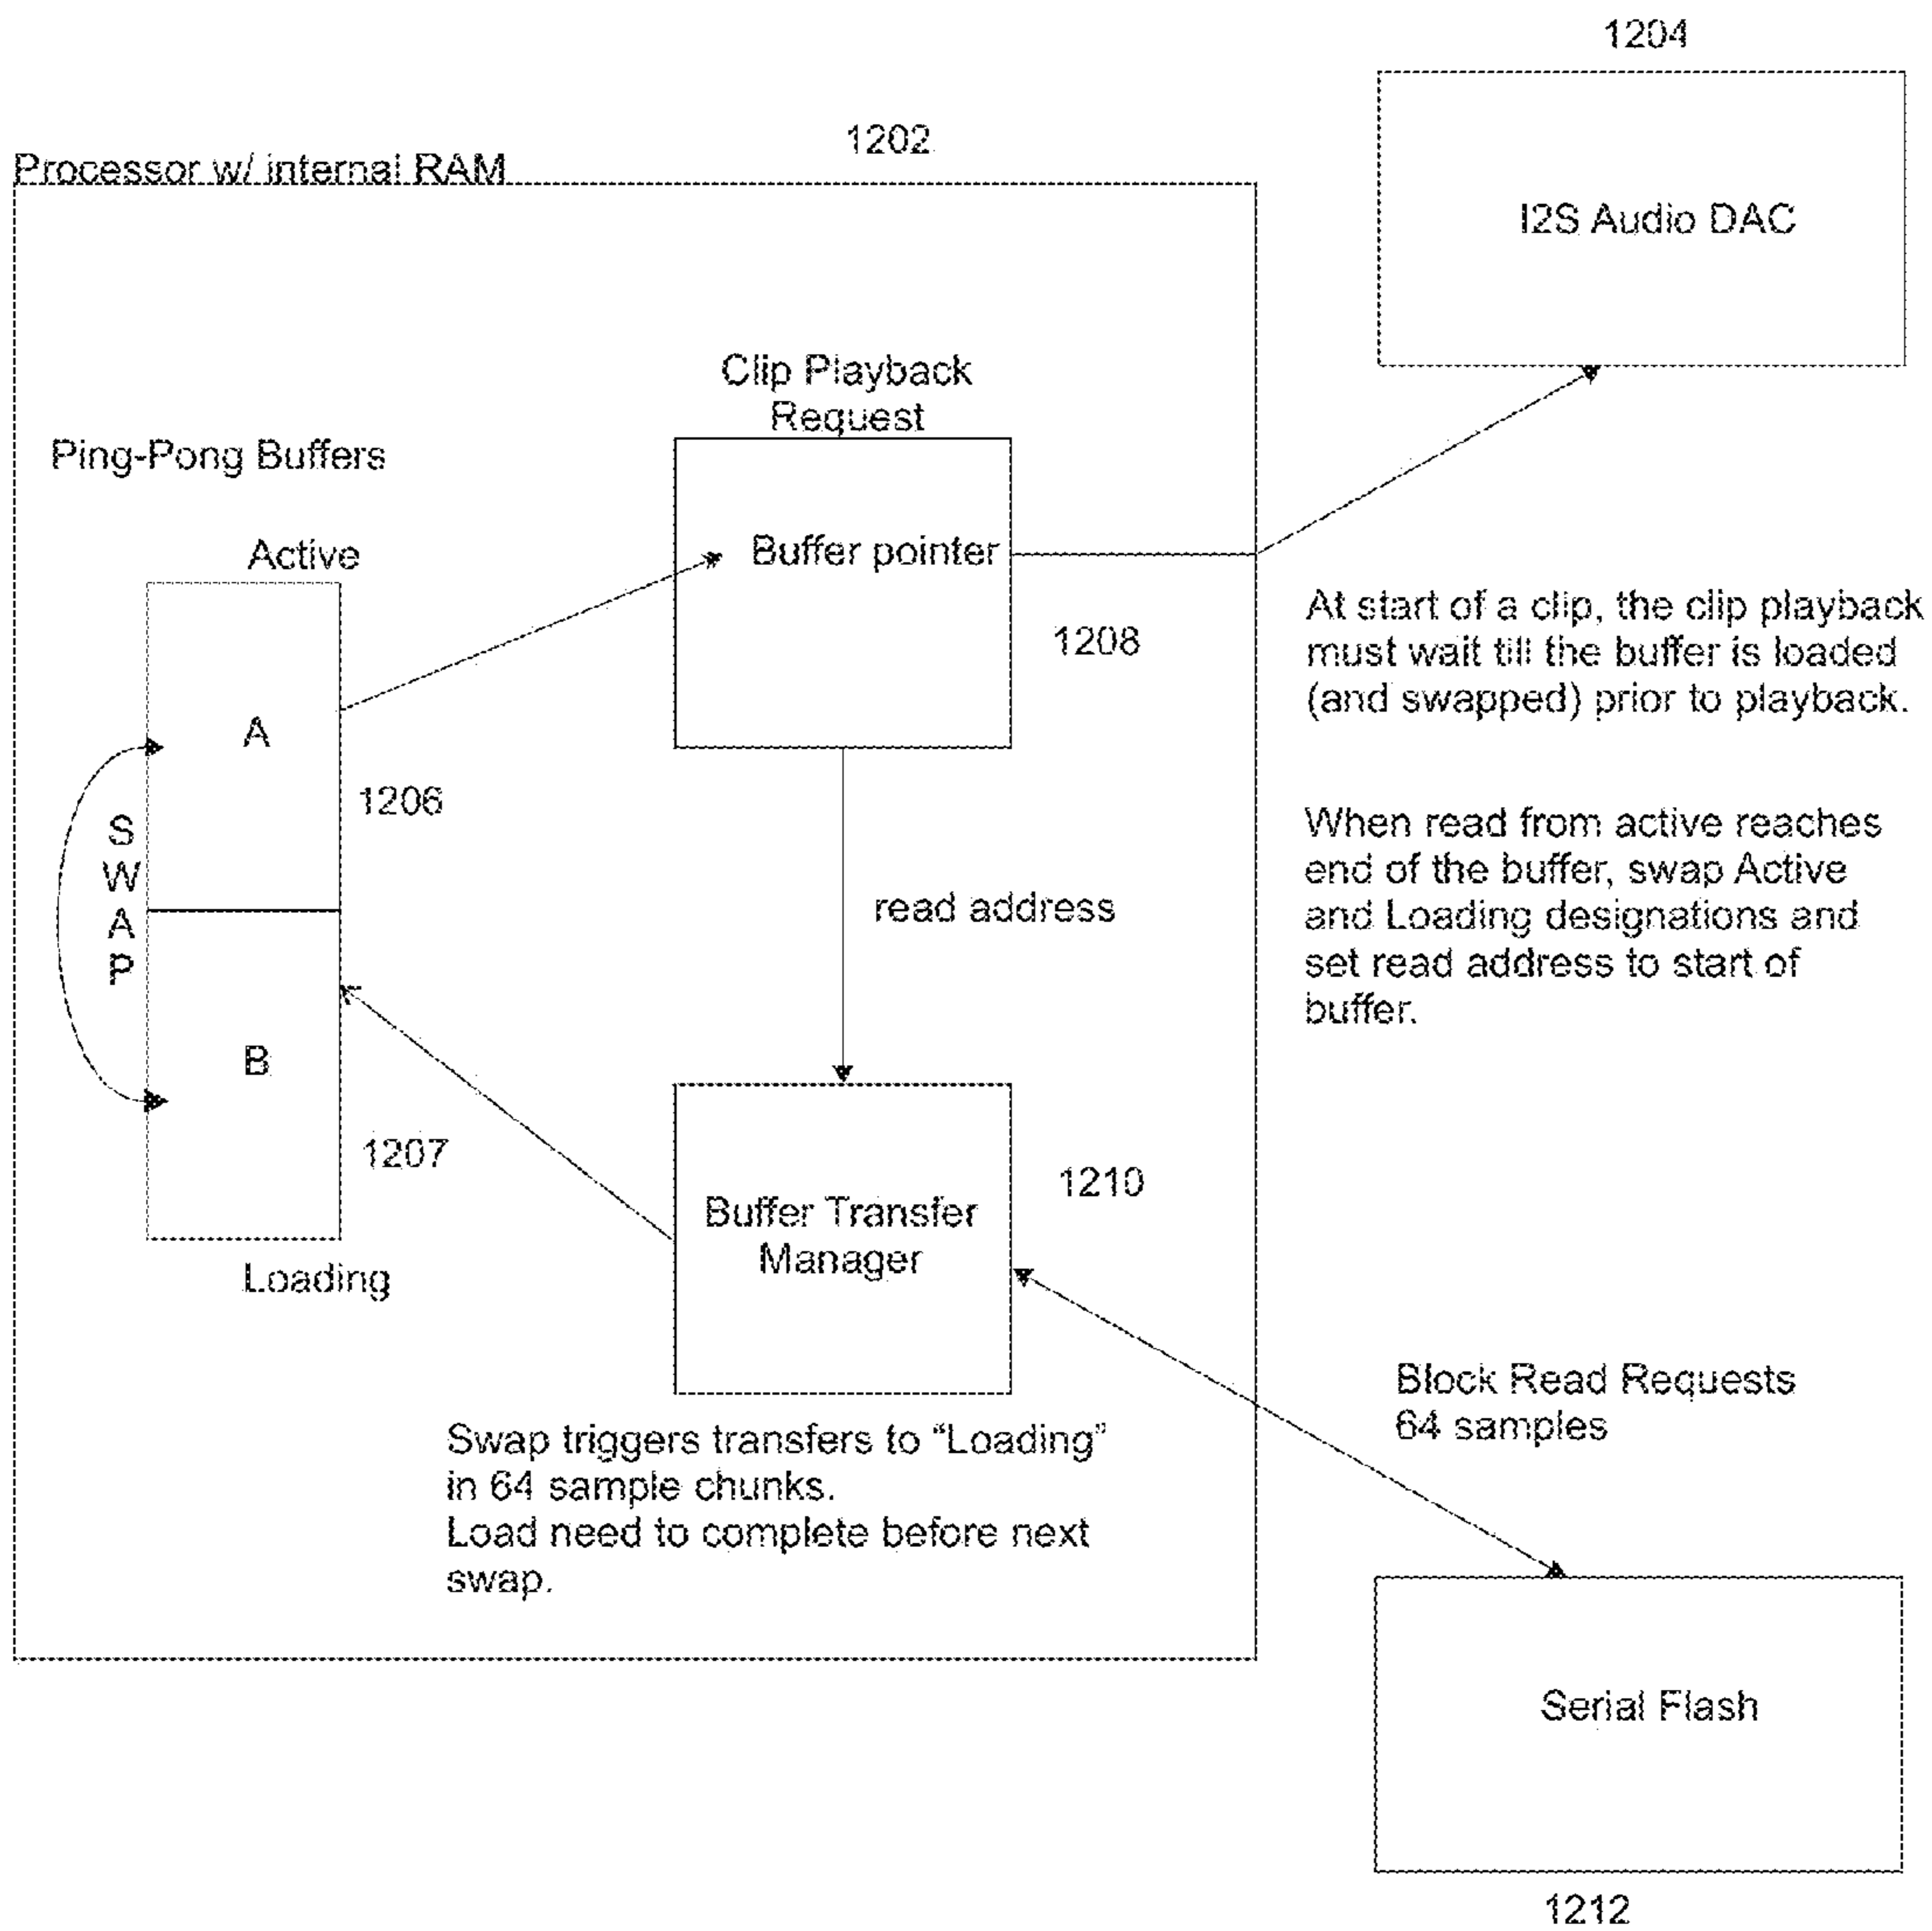 1204
1202
Processor w/ internal RAM
I2S Audio DAC
Clip Playback
Request
Ping-Pong Buffers
Active
Buffer pointer
1208
At start of a clip, the clip playback
must wait till the buffer is loaded
(and swapped) prior to playback.
A
1206
S
W
A
P
When read from active reaches
end of the buffer, swap Active
and Loading designations and
set read address to start of
buffer.
read address
B
1207
1210
Buffer Transfer
Manager
Loading
Block Read Requests
64 samples
Swap triggers transfers to “Loading”
in 64 sample chunks.
Load need to complete before next
swap.
Serial Flash
1212